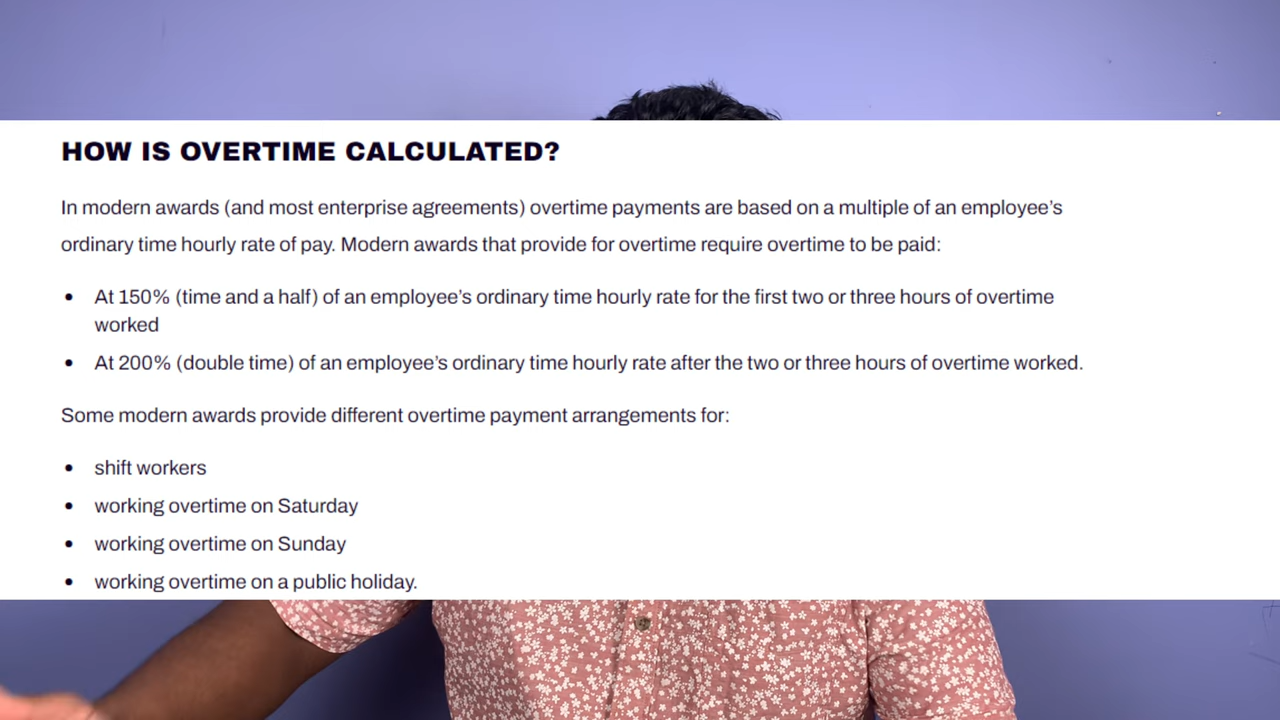 HOW IS OVERTIME CALCULATED?
In modern awards (and most enterprise agreements) overtime payments are based on a multiple of an employee’s
ordinary time hourly rate of pay. Modern awards that provide for overtime require overtime to be paid:
• At 150% (time and a half) of an employee’s ordinary time hourly rate for the first two or three hours of overtime
worked
• At 200% (double time) of an employee’s ordinary time hourly rate after the two or three hours of overtime worked.
Some modern awards provide different overtime payment arrangements for:
• shift workers
• working overtime on Saturday
• working overtime on Sunday
• working overtime on a public holiday.